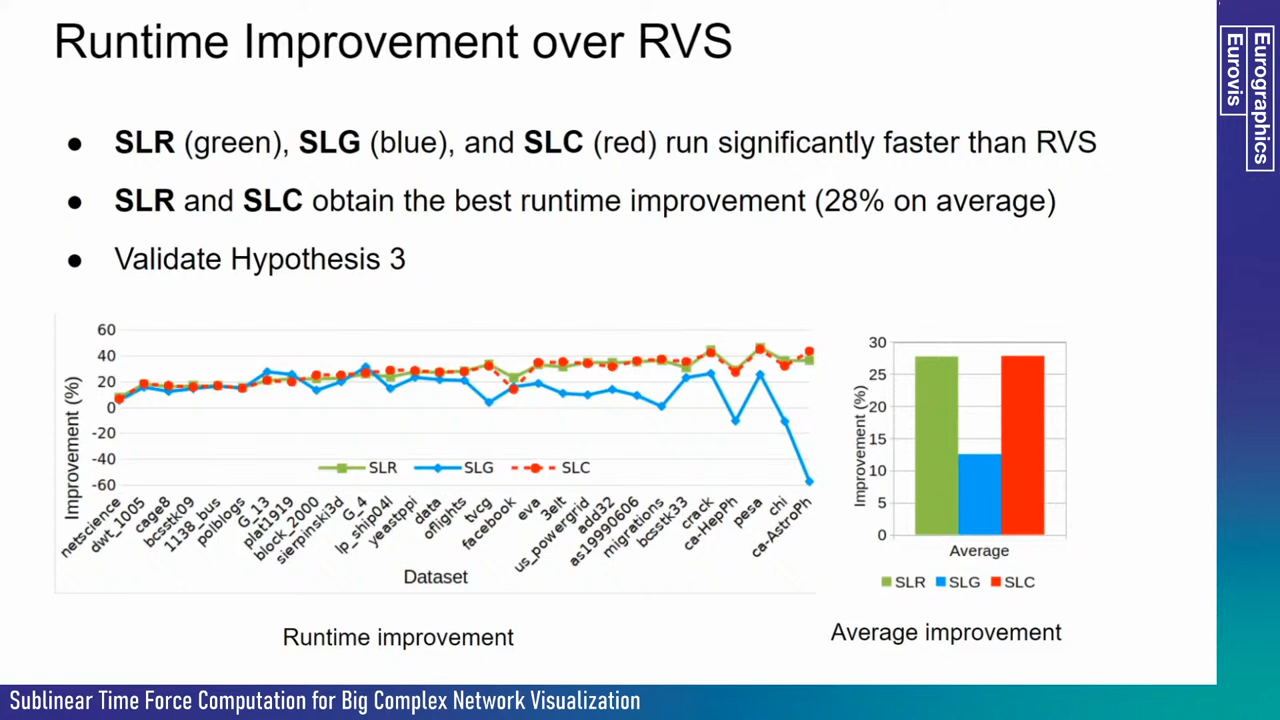 Runtime Improvement over RVS
Eurographics
Eurovis
● SLR (green), SLG (blue), and SLC (red) run significantly faster than RVS
● SLR and SLC obtain the best runtime improvement (28% on average)
● Validate Hypothesis 3
60
40
20
0
-20
-40
-60
Improvement (%)
SLR SLG SLC
netscience
dwt_1005
cage8
bcsstk09
1138_bus
polblogs
G_13
plat1919
block_2000
sierpinski3d
G_4
lp_ship04l
yeastppi
data
oflights
tvcg
facebook
eva
3elt
us_powergrid
add32
as19990606
migrations
bcsstk33
crack
ca-HepPh
pesa
chi
ca-AstroPh
Dataset
Runtime improvement
30
25
20
15
10
5
0
Improvement (%)
Average
SLR SLG SLC
Average improvement
Sublinear Time Force Computation for Big Complex Network Visualization